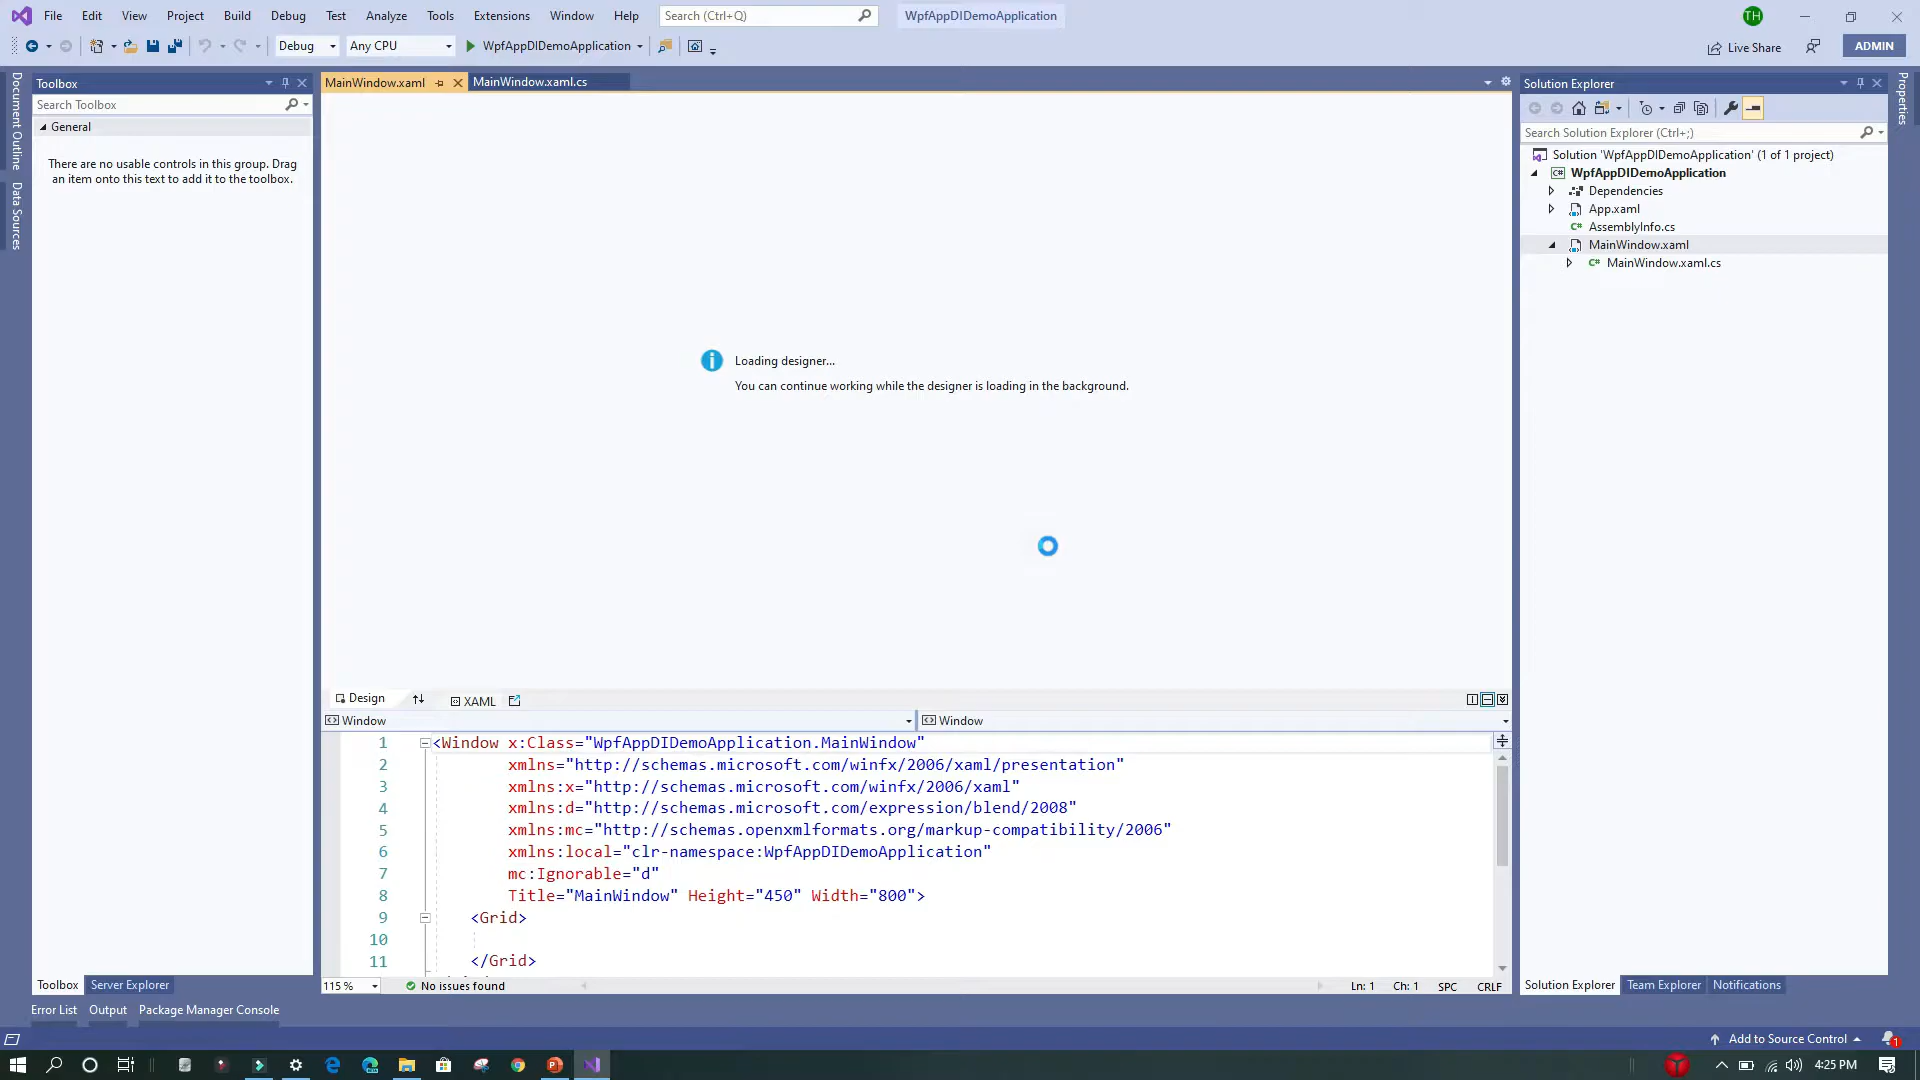 File Edit View Project Build Debug Test Analyze Tools Extensions Window Help Search (Ctrl+Q) WpfAppDIDemoApplication TH
Debug Any CPU WpfAppDIDemoApplication Live Share ADMIN
Document Outline
Data Sources
Toolbox
Search Toolbox
General
There are no usable controls in this group. Drag
an item onto this text to add it to the toolbox.
MainWindow.xaml MainWindow.xaml.cs
Loading designer...
You can continue working while the designer is loading in the background.
Design XAML
Window Window
1 <Window x:Class="WpfAppDIDemoApplication.MainWindow"
2 xmlns="http://schemas.microsoft.com/winfx/2006/xaml/presentation"
3 xmlns:x="http://schemas.microsoft.com/winfx/2006/xaml"
4 xmlns:d="http://schemas.microsoft.com/expression/blend/2008"
5 xmlns:mc="http://schemas.openxmlformats.org/markup-compatibility/2006"
6 xmlns:local="clr-namespace:WpfAppDIDemoApplication"
7 mc:Ignorable="d"
8 Title="MainWindow" Height="450" Width="800">
9 <Grid>
10
11 </Grid>
115 % No issues found Ln: 1 Ch: 1 SPC CRLF
Solution Explorer
Search Solution Explorer (Ctrl+;)
Solution 'WpfAppDIDemoApplication' (1 of 1 project)
WpfAppDIDemoApplication
Dependencies
App.xaml
AssemblyInfo.cs
MainWindow.xaml
MainWindow.xaml.cs
Properties
Toolbox Server Explorer
Solution Explorer Team Explorer Notifications
Error List Output Package Manager Console
Add to Source Control 1
4:25 PM